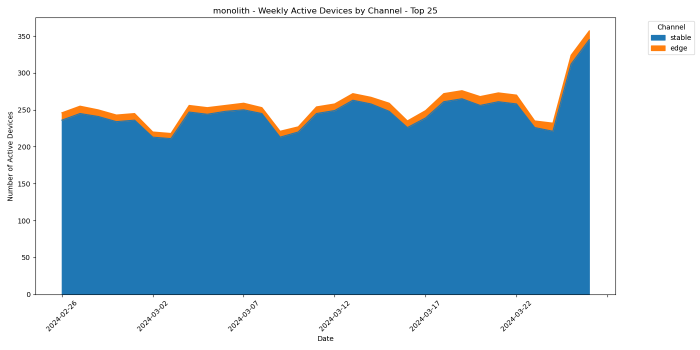 monolith - Weekly Active Devices by Channel - Top 25
Channel
stable
edge
Number of Active Devices
350
300
250
200
150
100
50
0
2024-02-26
2024-03-02
2024-03-07
2024-03-12
2024-03-17
2024-03-22
Date